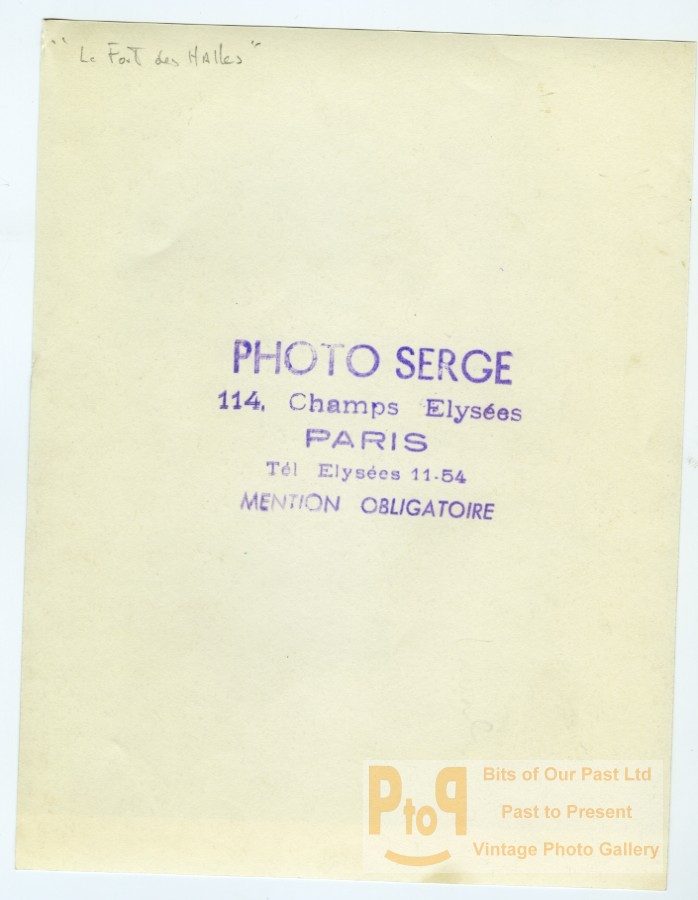 "Le Fort des Halles"
PHOTO SERGE
114, Champs Elysées
PARIS
Tél Elysées 11-54
MENTION OBLIGATOIRE
PtoP
Bits of Our Past Ltd
Past to Present
Vintage Photo Gallery